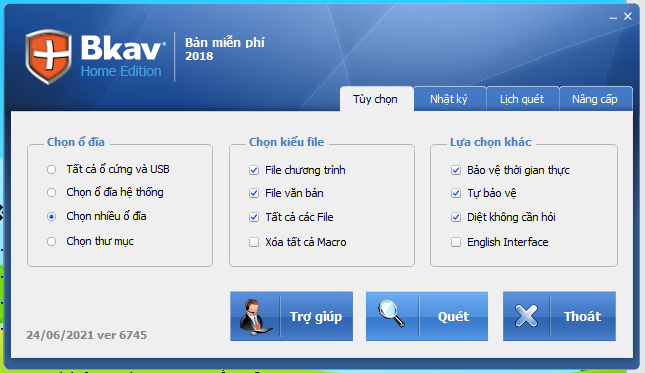 Bkav®
Home Edition
Bản miễn phí
2018
Tùy chọn
Nhật ký
Lịch quét
Nâng cấp
Chọn ổ đĩa
Tất cả ổ cứng và USB
Chọn ổ đĩa hệ thống
Chọn nhiều ổ đĩa
Chọn thư mục
Chọn kiểu file
File chương trình
File văn bản
Tất cả các File
Xóa tất cả Macro
Lựa chọn khác
Bảo vệ thời gian thực
Tự bảo vệ
Diệt không cần hỏi
English Interface
Trợ giúp
Quét
Thoát
24/06/2021 ver 6745